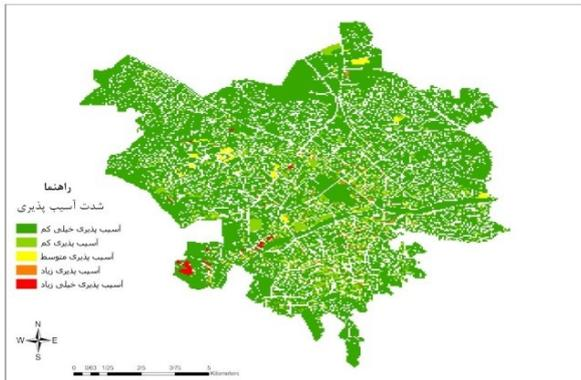 راهنما
شدت آسیب پذیری
آسیب پذیری خیلی کم
آسیب پذیری کم
آسیب پذیری متوسط
آسیب پذیری زیاد
آسیب پذیری خیلی زیاد
N
W E
S
0 0/63 1/25 2/5 3/75 5
Kilometers